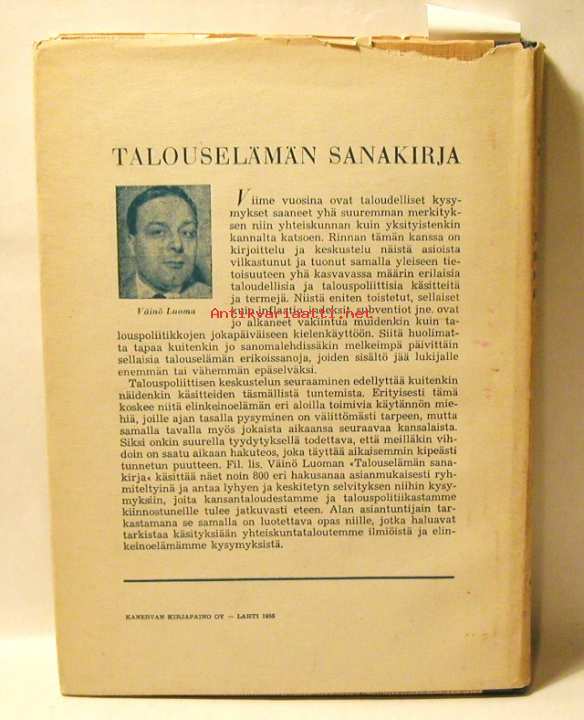 TALOUSELÄMÄN SANAKIRJA
Viime vuosina ovat taloudelliset kysy-
mykset saaneet yhä suuremman merkityk-
sen niin yhteiskunnan kuin yksityistenkin
kannalta katsoen. Rinnan tämän kanssa on
kirjoittelu ja keskustelu näistä asioista
vilkastunut ja tuonut samalla yleiseen tie-
toisuuteen yhä kasvavassa määrin erilaisia
taloudellisia ja talouspoliittisia käsitteitä
ja termejä. Niistä eniten toistetut, sellaiset
kuin inflaatio, indeksit, subventiot jne. ovat
jo alkaneet vakiintua muidenkin kuin ta-
Väinö Luoma
Antikvariaatti.net
louspoliitikkojen jokapäiväiseen kielenkäyttöön. Siitä huolimat-
ta tapaa kuitenkin jo sanomalehdissäkin melkeimpä päivittäin
sellaisia talouselämän erikoissanoja, joiden sisältö jää lukijalle
enemmän tai vähemmän epäselväksi.
Talouspoliittisen keskustelun seuraaminen edellyttää kuitenkin
näidenkin käsitteiden täsmällistä tuntemista. Erityisesti tämä
koskee niitä elinkeinoelämän eri aloilla toimivia käytännön mie-
hiä, joille ajan tasalla pysyminen on välittömästi tarpeen, mutta
samalla tavalla myös jokaista aikaansa seuraavaa kansalaista.
Siksi onkin suurella tyydytyksellä todettava, että meilläkin vih-
doin on saatu aikaan hakuteos, joka täyttää aikaisemmin kipeästi
tunnetun puutteen. Fil. lis. Väinö Luoman «Talouselämän sana-
kirja« käsittää näet noin 800 eri hakusanaa asianmukaisesti ryh-
miteltyinä ja antaa lyhyen ja keskitetyn selvityksen niihin kysy-
myksiin, joita kansantaloudestamme ja talouspolitiikastamme
kiinnostuneille tulee jatkuvasti eteen. Alan asiantuntijain tar-
kastamana se samalla on luotettava opas niille, jotka haluavat
tarkistaa käsityksiään yhteiskuntataloutemme ilmiöistä ja elin-
keinoelämämme kysymyksistä.
KANERVAN KIRJAPAINO OY — LAHTI 1955